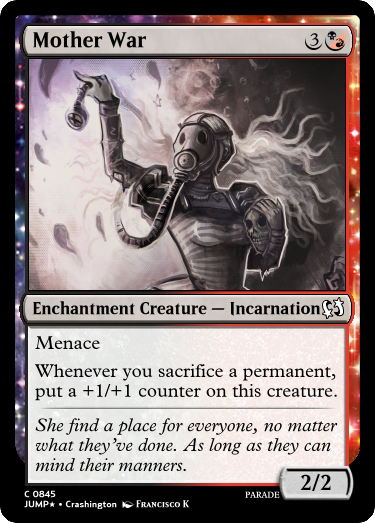 Mother War 3
Enchantment Creature — Incarnation
Menace
Whenever you sacrifice a permanent,
put a +1/+1 counter on this creature.
She find a place for everyone, no matter
what they've done. As long as they can
mind their manners.
2/2
C 0845 PARADE
JUMP★ • Crashington Francisco K